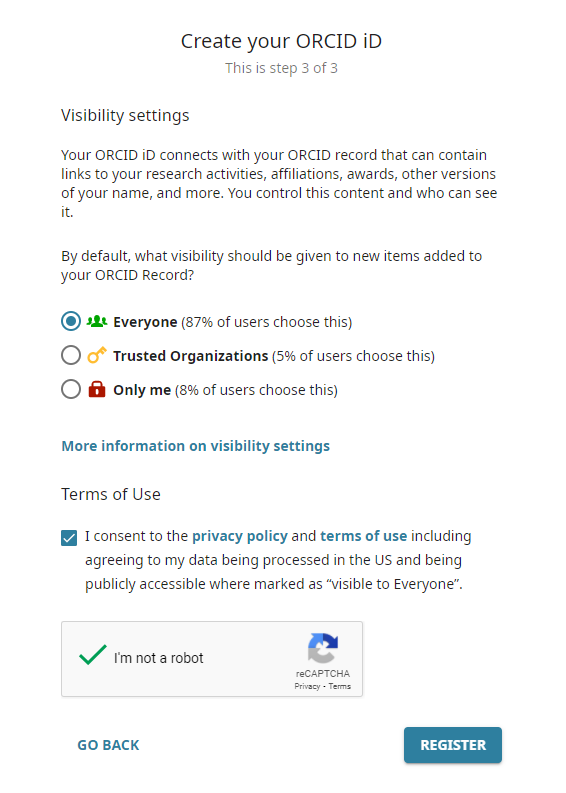 Create your ORCID iD
This is step 3 of 3
Visibility settings
Your ORCID iD connects with your ORCID record that can contain
links to your research activities, affiliations, awards, other versions
of your name, and more. You control this content and who can see
it.
By default, what visibility should be given to new items added to
your ORCID Record?
Everyone (87% of users choose this)
Trusted Organizations (5% of users choose this)
Only me (8% of users choose this)
More information on visibility settings
Terms of Use
I consent to the privacy policy and terms of use including
agreeing to my data being processed in the US and being
publicly accessible where marked as “visible to Everyone”.
I'm not a robot
reCAPTCHA
Privacy - Terms
GO BACK
REGISTER